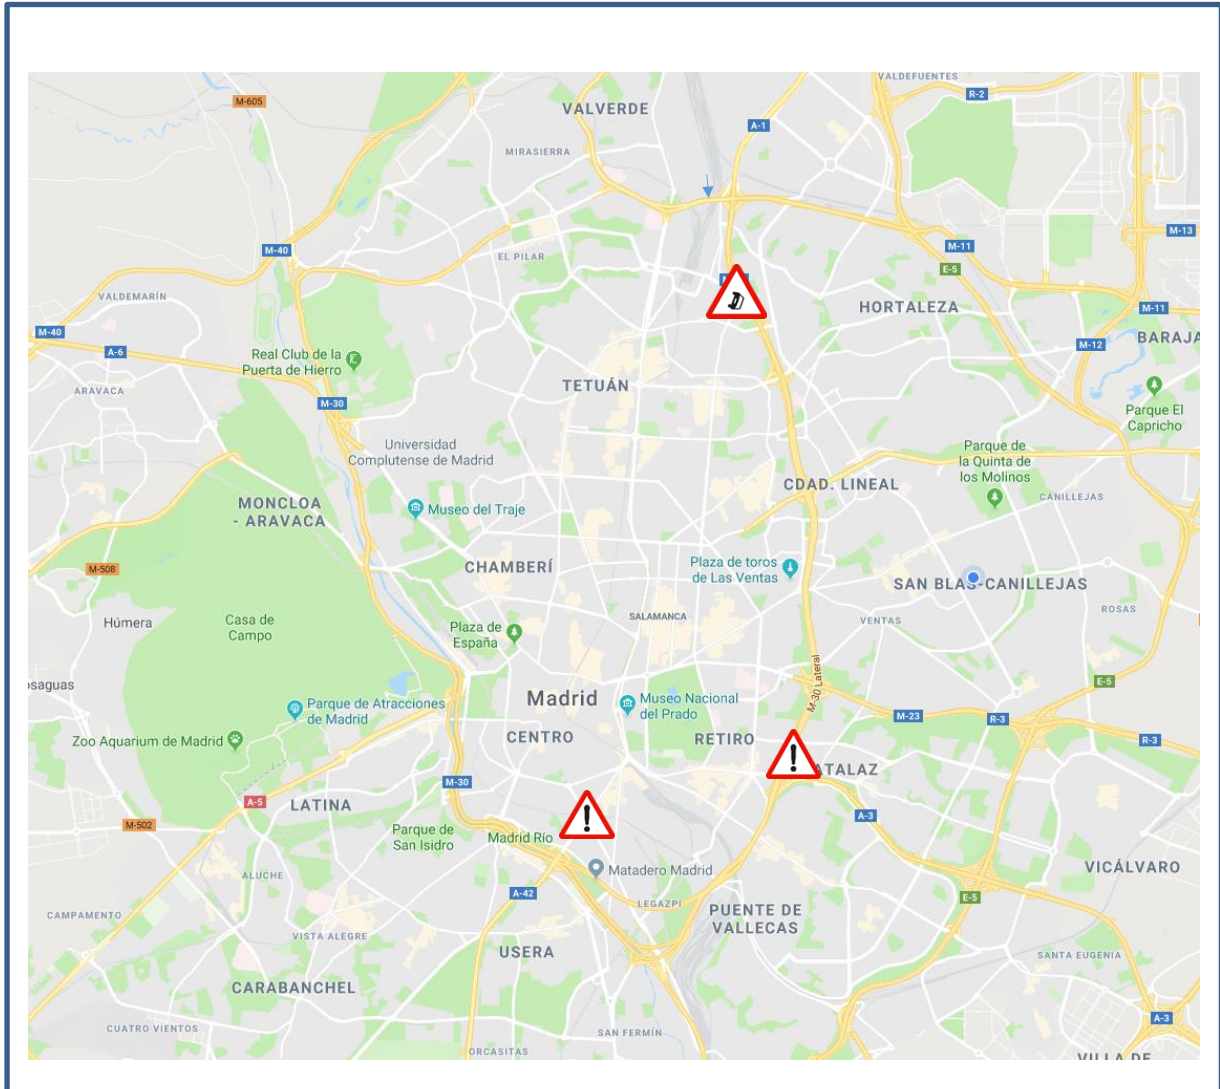 VALDEFUENTES
M-605
R-2
VALVERDE
A-1
MIRASIERRA
M-40
EL PILAR
M-11
M-13
E-5
VALDEMARÍN
HORTALEZA
M-11
M-40
A-6
M-12
BARAJA
Real Club de la
Puerta de Hierro
ARAVACA
TETUÁN
M-30
Parque El
Capricho
Universidad
Complutense de Madrid
Parque de
la Quinta de
los Molinos
CDAD. LINEAL
CANILLEJAS
MONCLOA
- ARAVACA
Museo del Traje
M-508
CHAMBERÍ
Plaza de toros
de Las Ventas
SAN BLAS-CANILLEJAS
ROSAS
Húmera
Casa de
Campo
Plaza de
España
SALAMANCA
VENTAS
osaguas
M-30 Lateral
E-5
Parque de Atracciones
de Madrid
Madrid
Museo Nacional
del Prado
M-23
R-3
R-3
Zoo Aquarium de Madrid
CENTRO
RETIRO
ATALAZ
M-30
A-5
LATINA
A-3
M-502
Parque de
San Isidro
Madrid Río
!
!
ALUCHE
Matadero Madrid
VICÁLVARO
A-42
LEGAZPI
E-5
CAMPAMENTO
VISTA ALEGRE
PUENTE DE
VALLECAS
USERA
SANTA EUGENIA
CARABANCHEL
CUATRO VIENTOS
SAN FERMÍN
A-3
ORCASITAS
VILLA DE